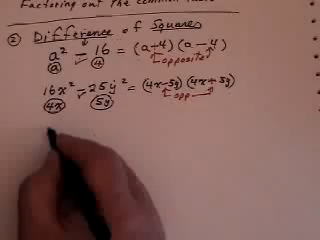 Factoring out the common
② Difference of Squares
a² − 16 = (a+4)(a−4)
a 4 opposite
16x² − 25y² = (4x−5y)(4x+5y)
4x 5y opp